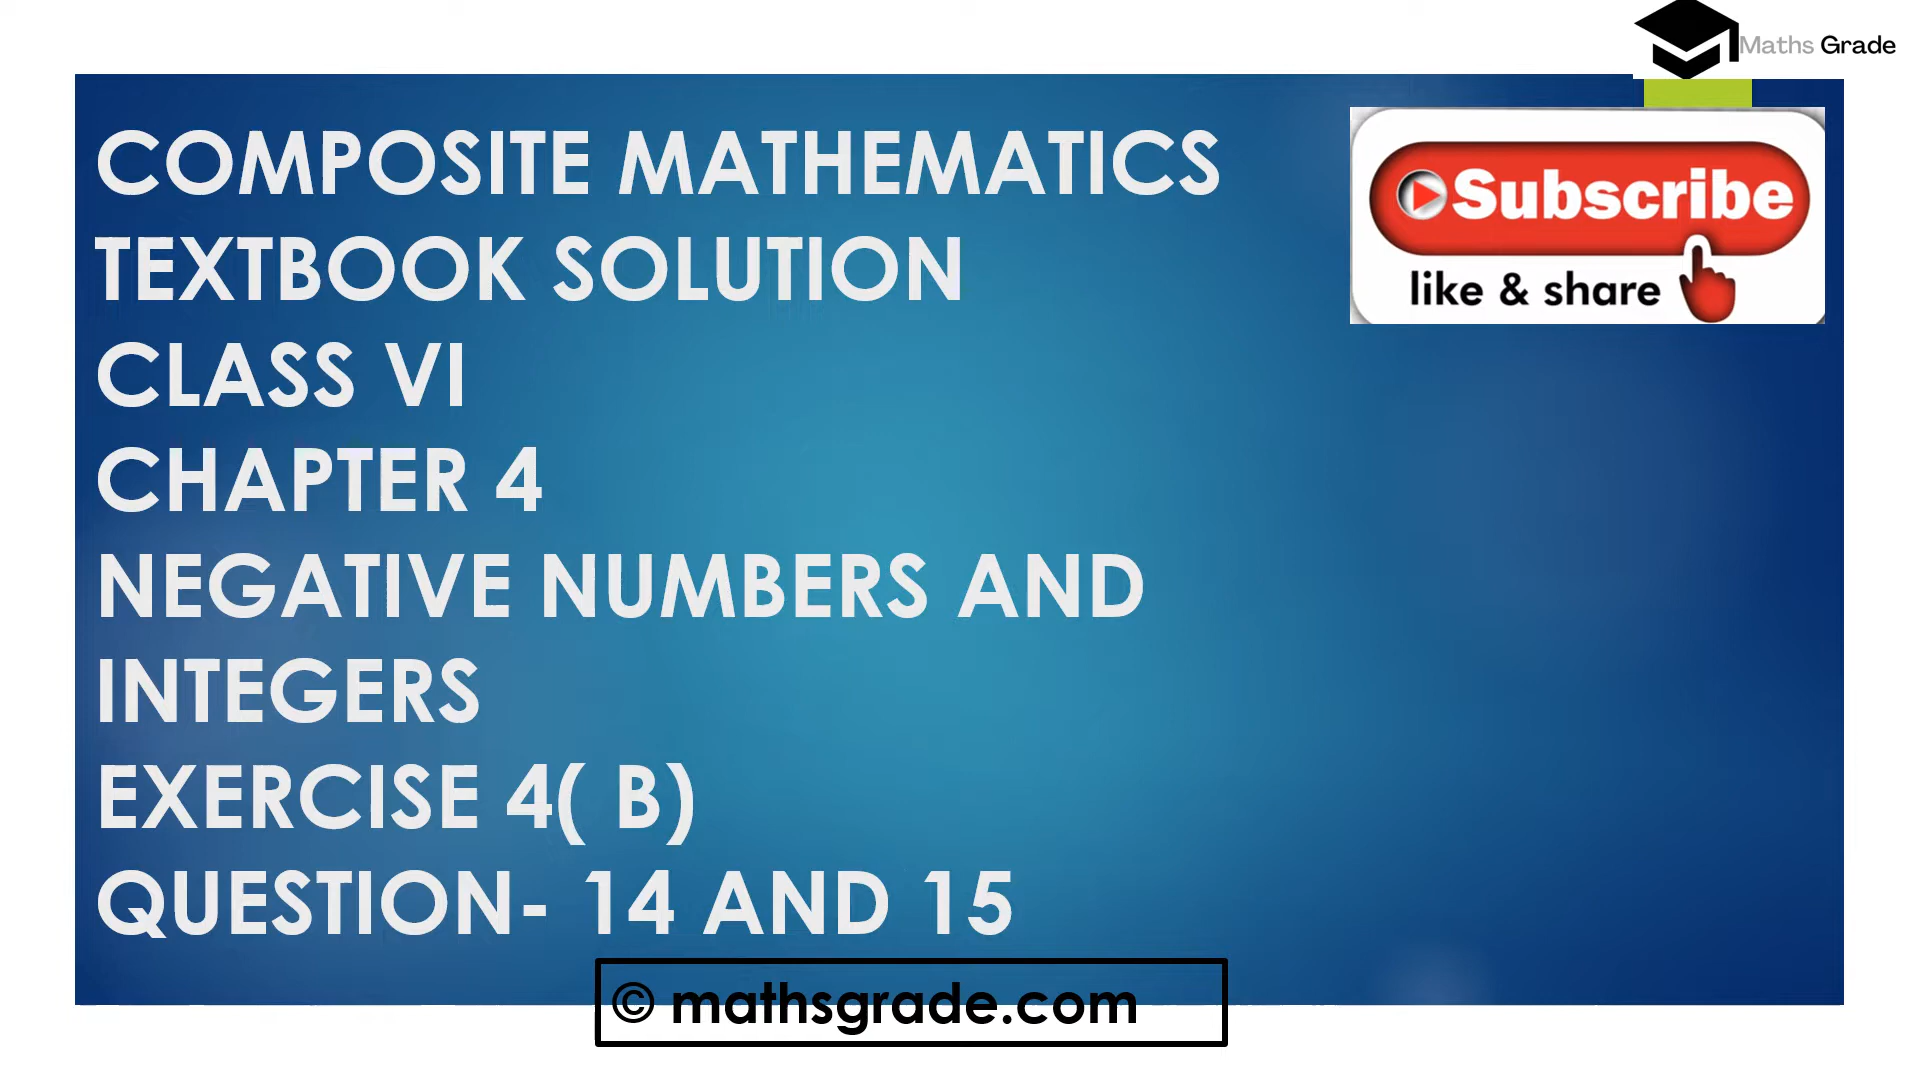 Maths Grade
COMPOSITE MATHEMATICS
TEXTBOOK SOLUTION
CLASS VI
CHAPTER 4
NEGATIVE NUMBERS AND
INTEGERS
EXERCISE 4( B)
QUESTION- 14 AND 15
Subscribe
like & share
© mathsgrade.com